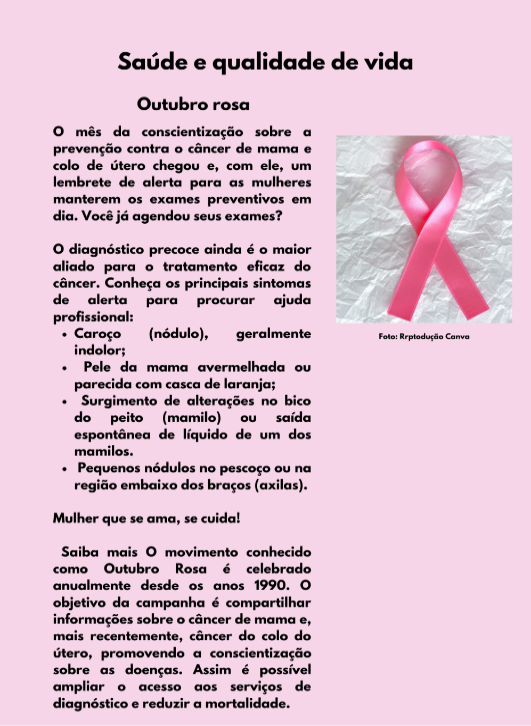 Saúde e qualidade de vida
Outubro rosa
O mês da conscientização sobre a
prevenção contra o câncer de mama e
colo de útero chegou e, com ele, um
lembrete de alerta para as mulheres
manterem os exames preventivos em
dia. Você já agendou seus exames?
O diagnóstico precoce ainda é o maior
aliado para o tratamento eficaz do
câncer. Conheça os principais sintomas
de alerta para procurar ajuda
profissional:
• Caroço (nódulo), geralmente
indolor;
• Pele da mama avermelhada ou
parecida com casca de laranja;
• Surgimento de alterações no bico
do peito (mamilo) ou saída
espontânea de líquido de um dos
mamilos.
• Pequenos nódulos no pescoço ou na
região embaixo dos braços (axilas).
Mulher que se ama, se cuida!
Saiba mais O movimento conhecido
como Outubro Rosa é celebrado
anualmente desde os anos 1990. O
objetivo da campanha é compartilhar
informações sobre o câncer de mama e,
mais recentemente, câncer do colo do
útero, promovendo a conscientização
sobre as doenças. Assim é possível
ampliar o acesso aos serviços de
diagnóstico e reduzir a mortalidade.
Foto: Rrptodução Canva